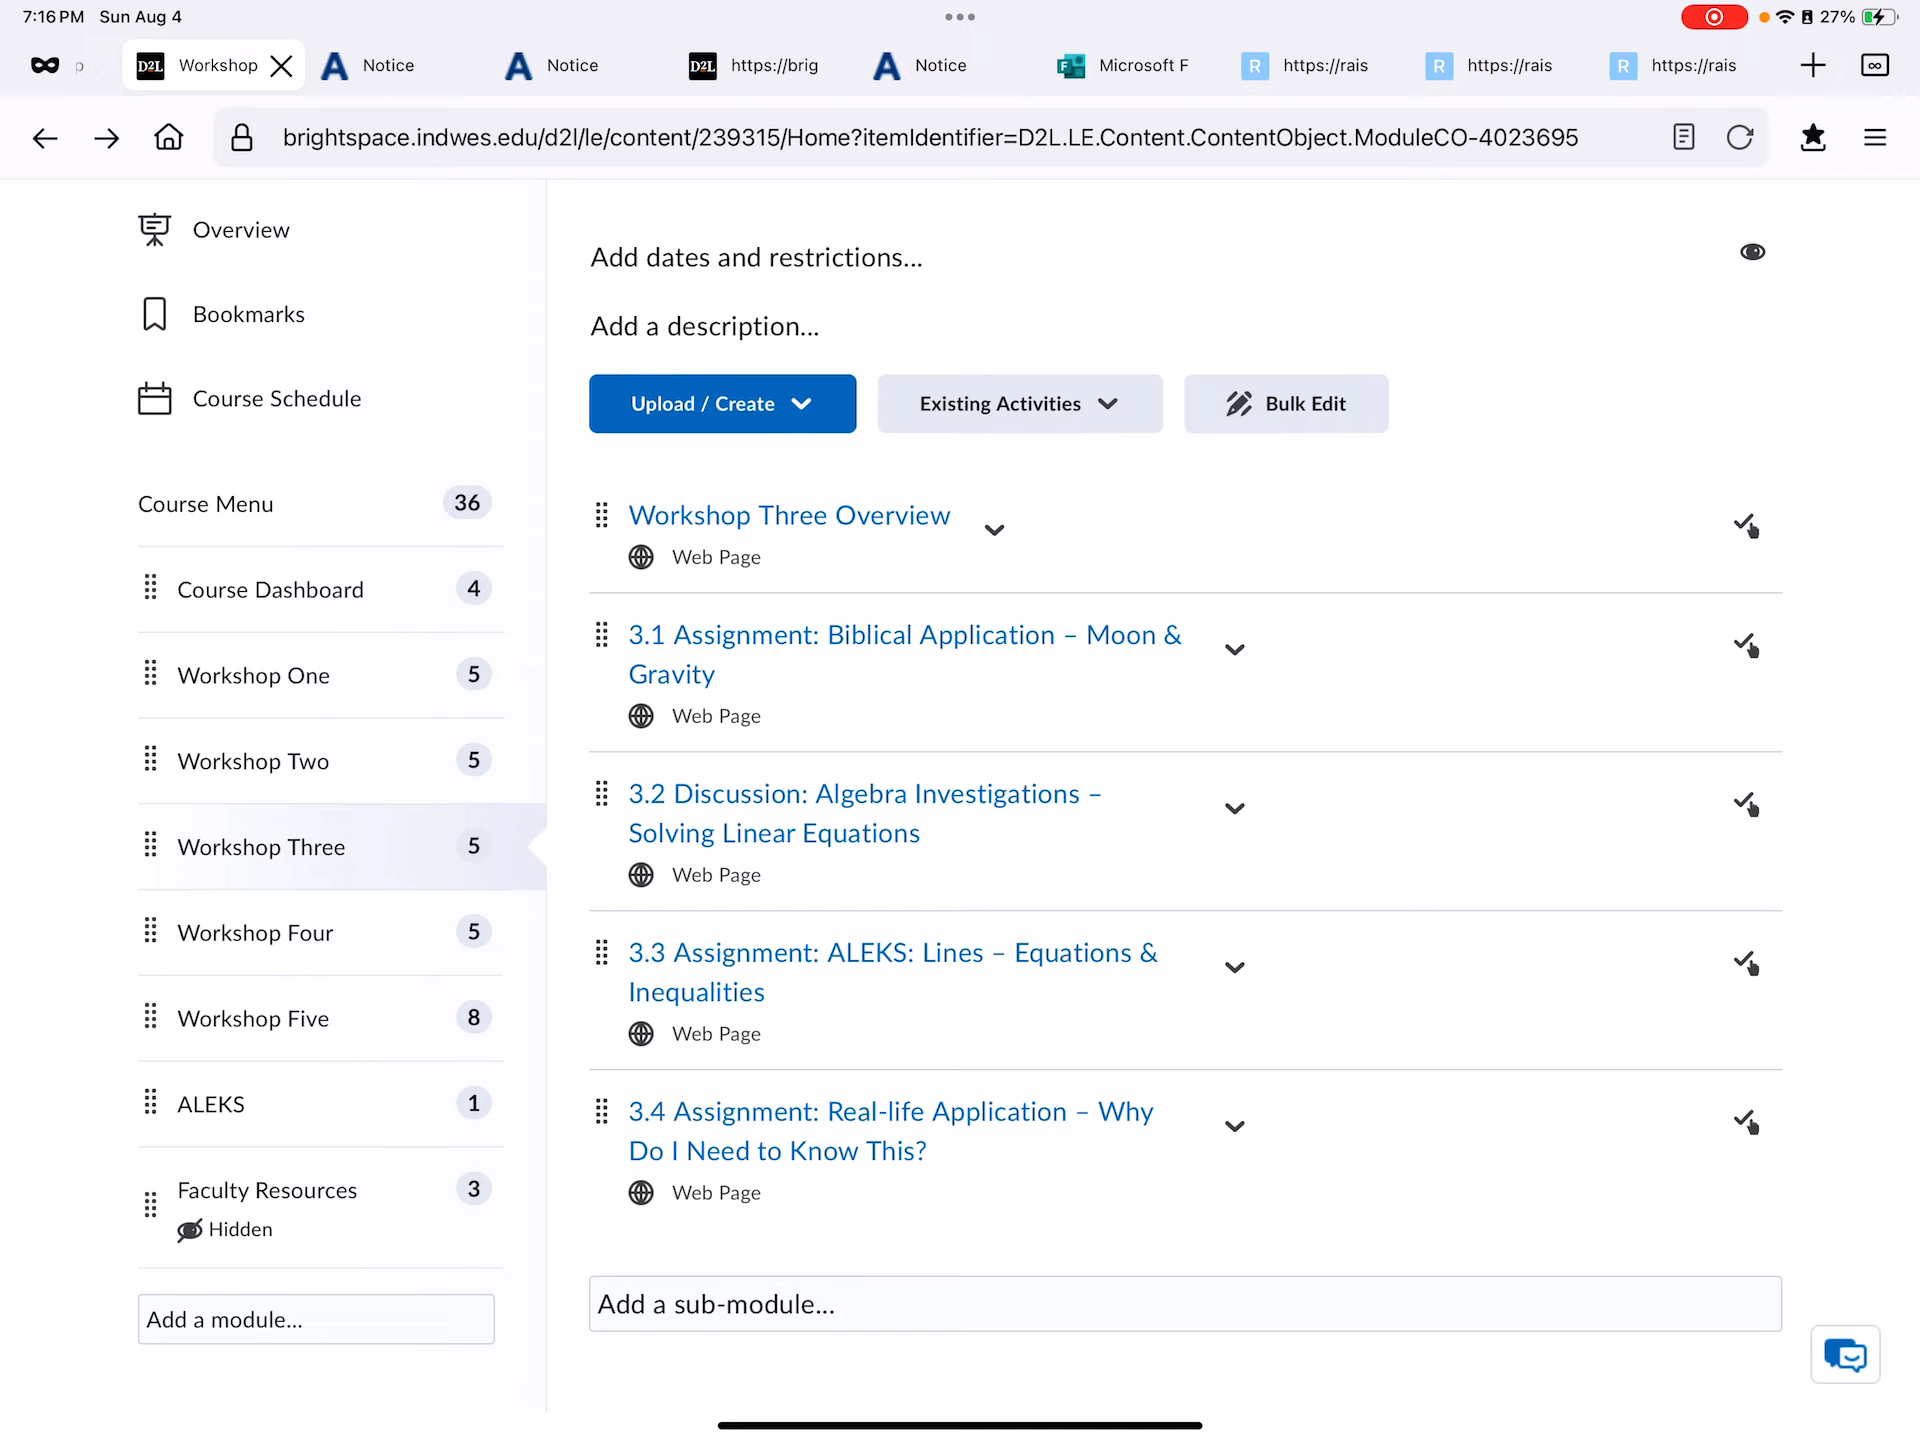 7:16 PM Sun Aug 4
27%
p
D2L Workshop
Notice
Notice
D2L https://brig
Notice
Microsoft F
R https://rais
R https://rais
R https://rais
brightspace.indwes.edu/d2l/le/content/239315/Home?itemIdentifier=D2L.LE.Content.ContentObject.ModuleCO-4023695
Overview
Bookmarks
Course Schedule
Course Menu 36
Course Dashboard 4
Workshop One 5
Workshop Two 5
Workshop Three 5
Workshop Four 5
Workshop Five 8
ALEKS 1
Faculty Resources 3
Hidden
Add a module...
Add dates and restrictions...
Add a description...
Upload / Create
Existing Activities
Bulk Edit
Workshop Three Overview
Web Page
3.1 Assignment: Biblical Application – Moon &
Gravity
Web Page
3.2 Discussion: Algebra Investigations –
Solving Linear Equations
Web Page
3.3 Assignment: ALEKS: Lines – Equations &
Inequalities
Web Page
3.4 Assignment: Real-life Application – Why
Do I Need to Know This?
Web Page
Add a sub-module...